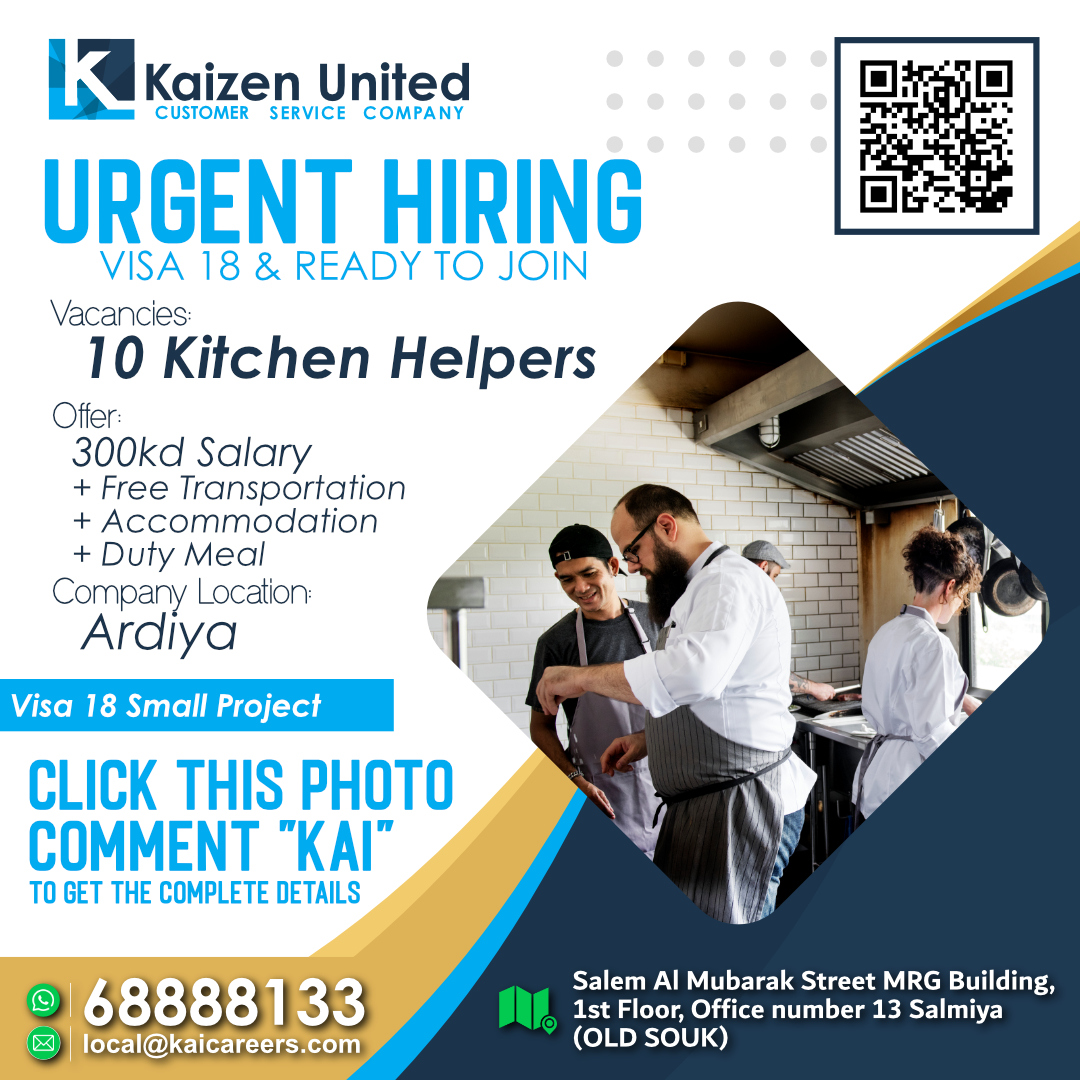 K
Kaizen United
CUSTOMER SERVICE COMPANY
URGENT HIRING
VISA 18 & READY TO JOIN
Vacancies:
10 Kitchen Helpers
Offer:
300kd Salary
+ Free Transportation
+ Accommodation
+ Duty Meal
Company Location:
Ardiya
Visa 18 Small Project
CLICK THIS PHOTO
COMMENT "KAI"
TO GET THE COMPLETE DETAILS
68888133
local@kaicareers.com
Salem Al Mubarak Street MRG Building,
1st Floor, Office number 13 Salmiya
(OLD SOUK)